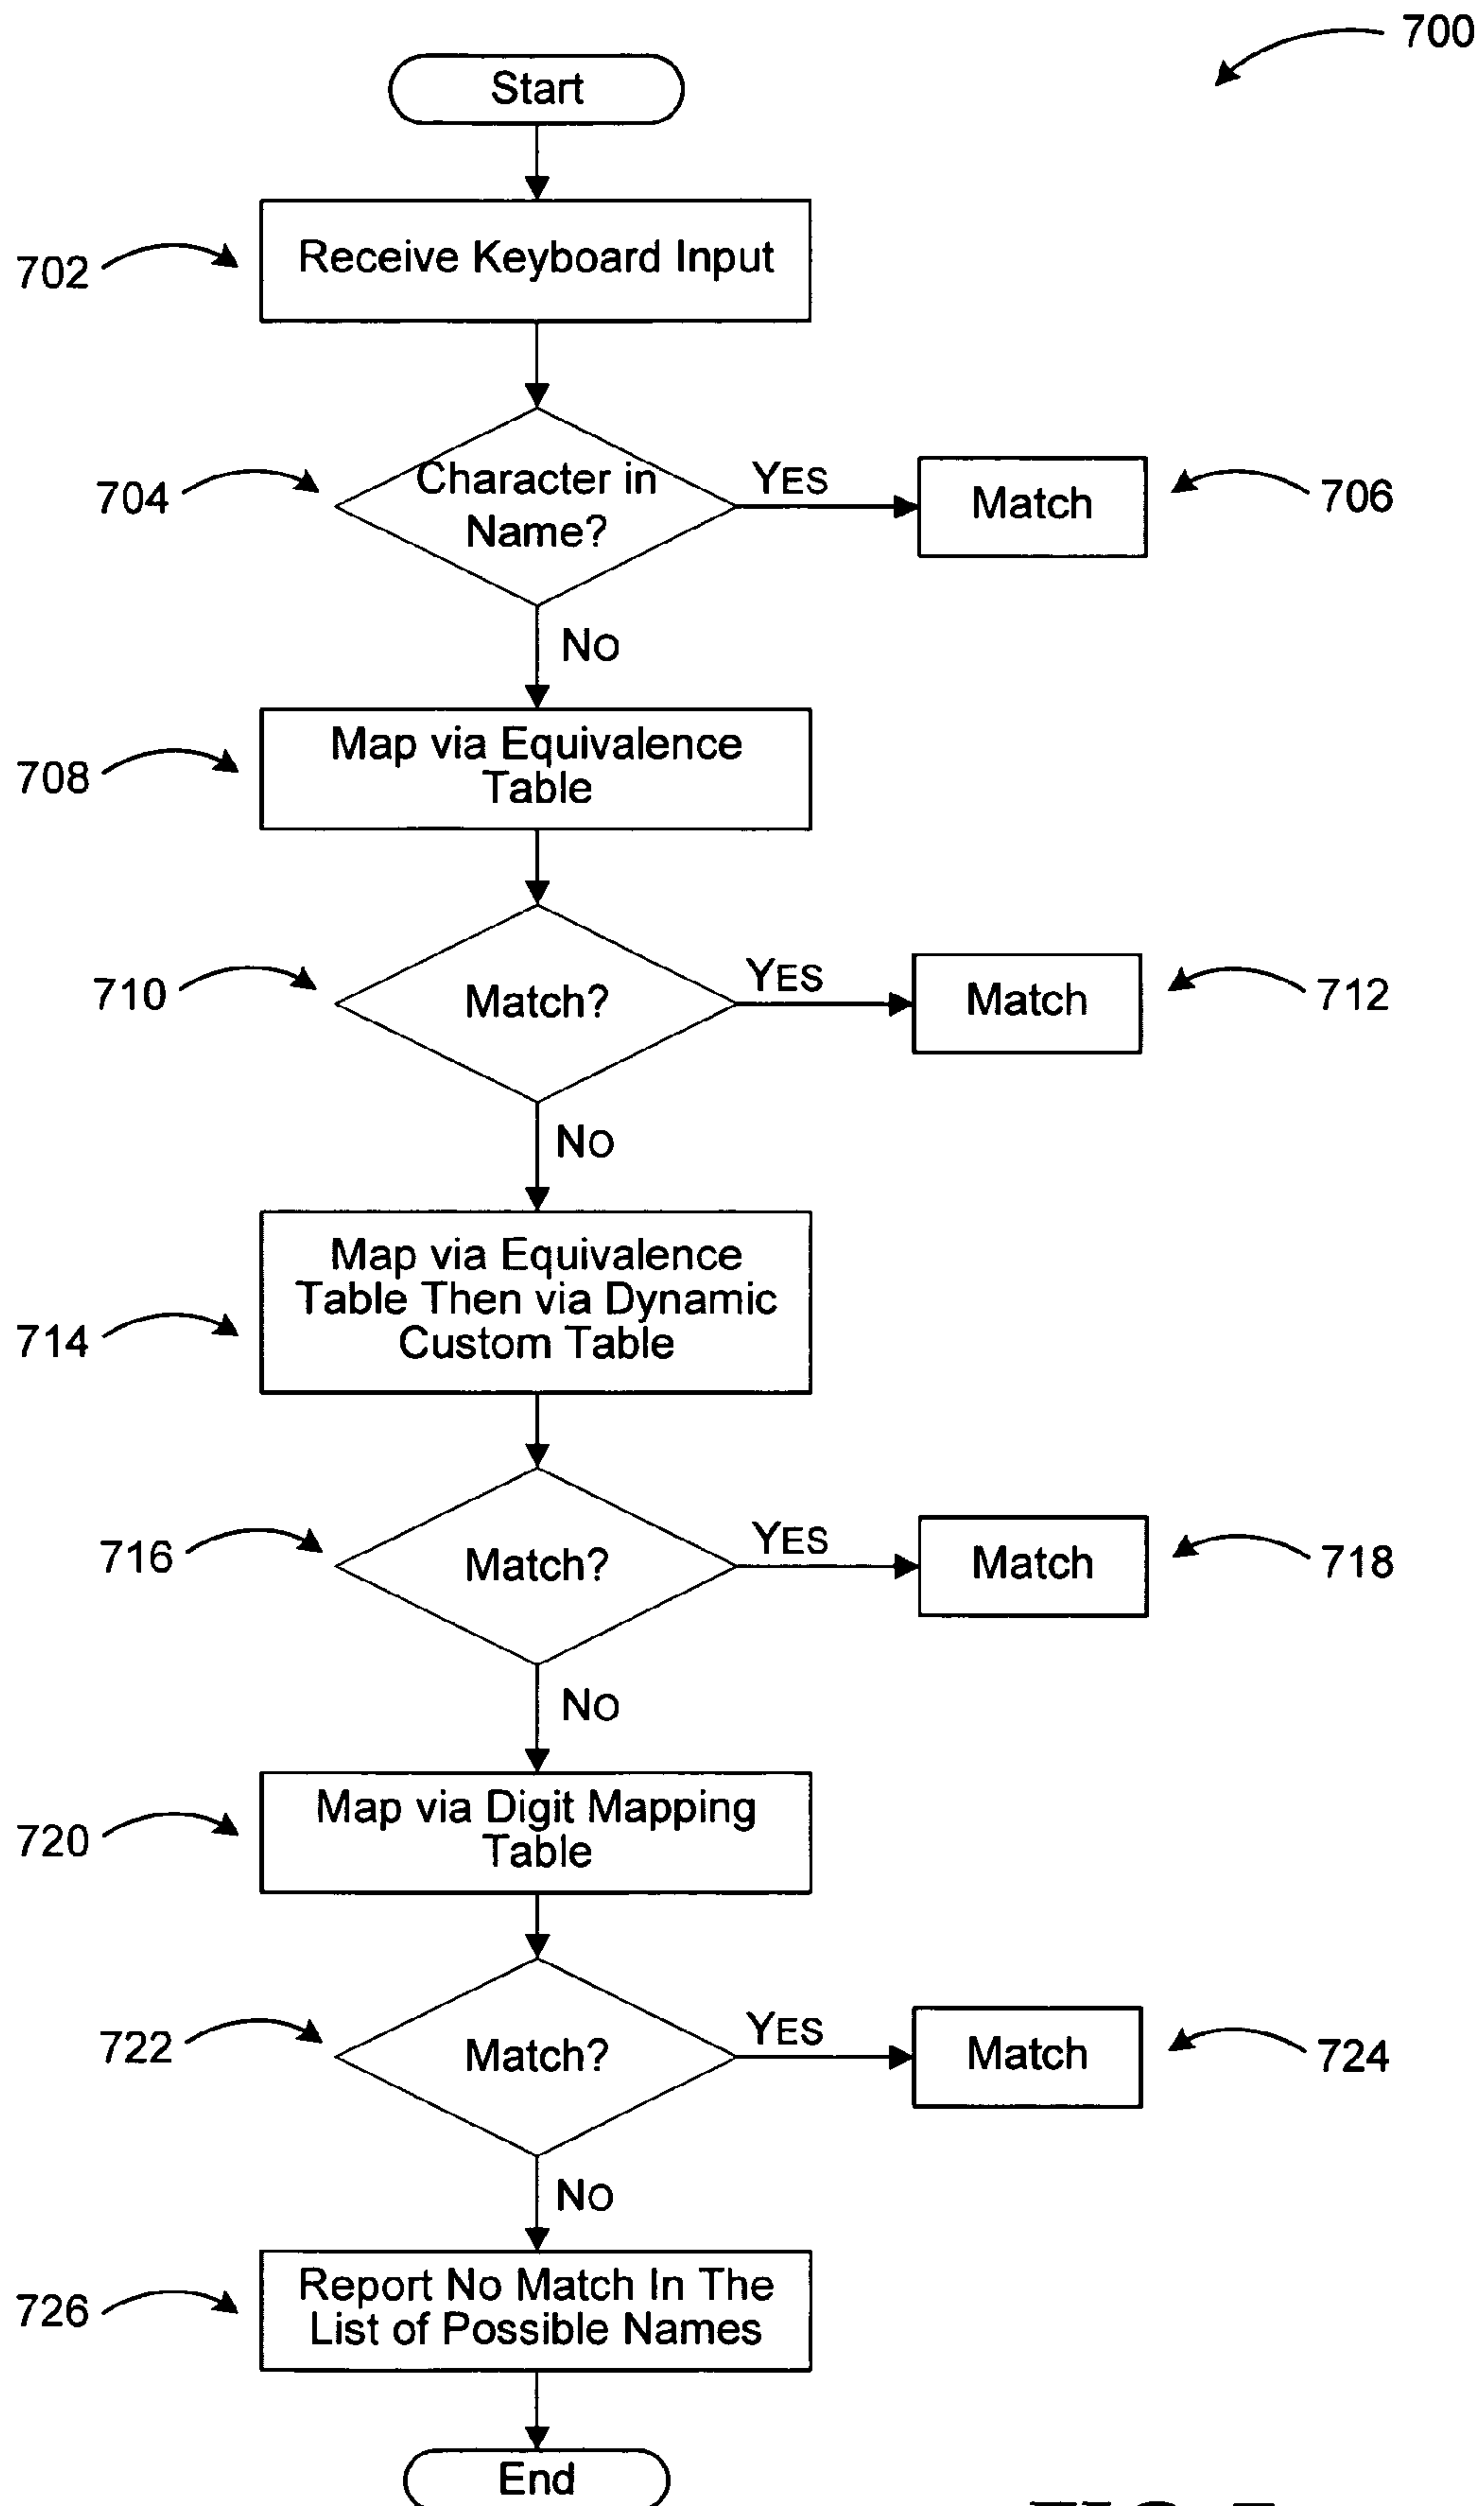 700
Start
702
Receive Keyboard Input
704
Character in
Name?
YES
Match
706
NO
708
Map via Equivalence
Table
710
Match?
YES
Match
712
NO
714
Map via Equivalence
Table Then via Dynamic
Custom Table
716
Match?
YES
Match
718
NO
720
Map via Digit Mapping
Table
722
Match?
YES
Match
724
NO
726
Report No Match In The
List of Possible Names
End